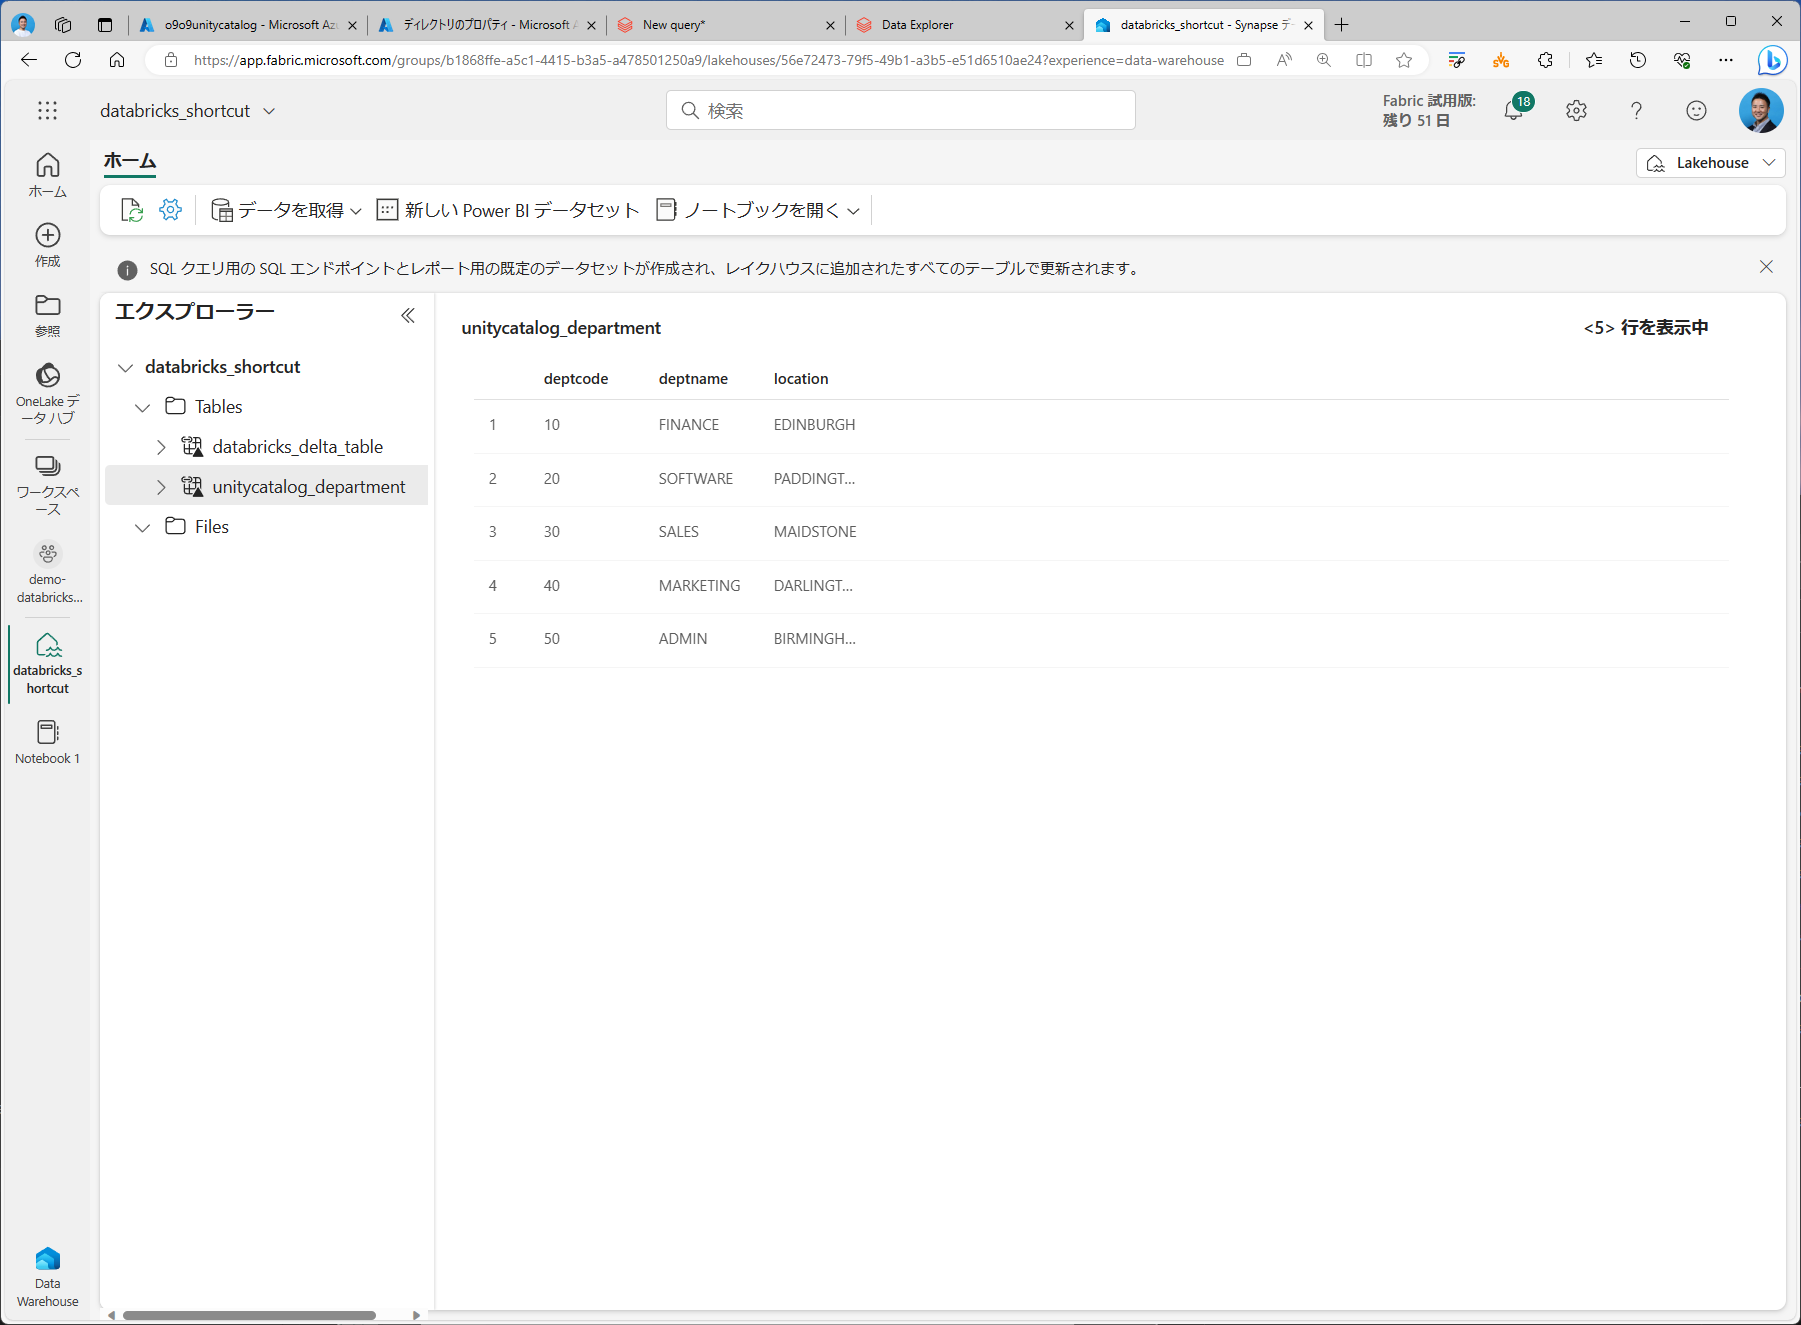 o9o9unitycatalog - Microsoft Az
ディレクトリのプロパティ - Microsoft A
New query*
Data Explorer
databricks_shortcut - Synapse デ
https://app.fabric.microsoft.com/groups/b1868ffe-a5c1-4415-b3a5-a478501250a9/lakehouses/56e72473-79f5-49b1-a3b5-e51d6510ae24?experience=data-warehouse
databricks_shortcut
検索
Fabric 試用版:
残り 51 日
18
ホーム
Lakehouse
データを取得
新しい Power BI データセット
ノートブックを開く
SQL クエリ用の SQL エンドポイントとレポート用の既定のデータセットが作成され、レイクハウスに追加されたすべてのテーブルで更新されます。
ホーム
作成
参照
OneLake デ
ータ ハブ
ワークスペ
ース
demo-
databricks...
databricks_s
hortcut
Notebook 1
Data
Warehouse
エクスプローラー
databricks_shortcut
Tables
databricks_delta_table
unitycatalog_department
Files
unitycatalog_department
<5> 行を表示中
deptcode deptname location
1 10 FINANCE EDINBURGH
2 20 SOFTWARE PADDINGT...
3 30 SALES MAIDSTONE
4 40 MARKETING DARLINGT...
5 50 ADMIN BIRMINGH...